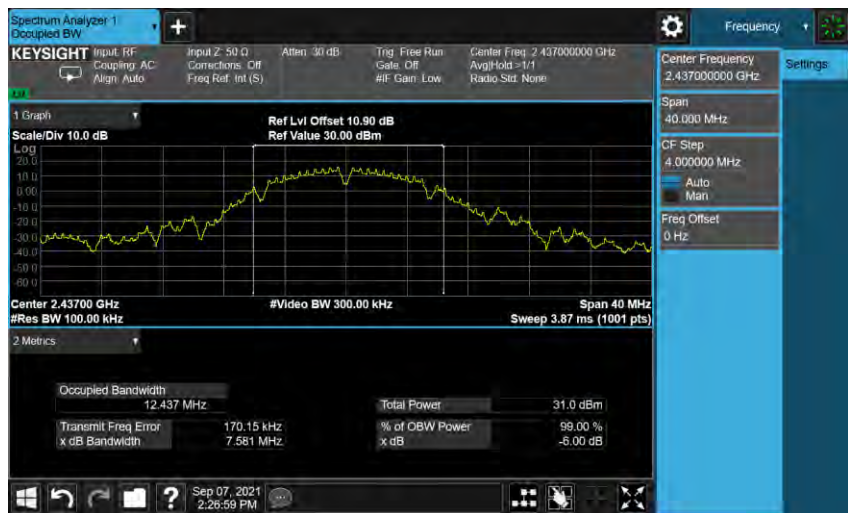 Spectrum Analyzer 1
Occupied BW
+
Frequency
KEYSIGHT
Input: RF
Coupling: AC
Align: Auto
Input Z: 50 Ω
Corrections: Off
Freq Ref: Int (S)
Atten: 30 dB
Trig: Free Run
Gate: Off
#IF Gain: Low
Center Freq: 2.437000000 GHz
Avg|Hold:>1/1
Radio Std: None
Center Frequency
2.437000000 GHz
Settings
Span
40.000 MHz
CF Step
4.000000 MHz
Auto
Man
Freq Offset
0 Hz
1 Graph
Scale/Div 10.0 dB
Ref Lvl Offset 10.90 dB
Ref Value 30.00 dBm
Log
20.0
10.0
0.00
-10.0
-20.0
-30.0
-40.0
-50.0
-60.0
Center 2.43700 GHz
#Video BW 300.00 kHz
Span 40 MHz
#Res BW 100.00 kHz
Sweep 3.87 ms (1001 pts)
2 Metrics
Occupied Bandwidth
12.437 MHz
Total Power 31.0 dBm
Transmit Freq Error 170.15 kHz
% of OBW Power 99.00 %
x dB Bandwidth 7.581 MHz
x dB -6.00 dB
?
Sep 07, 2021
2:26:59 PM